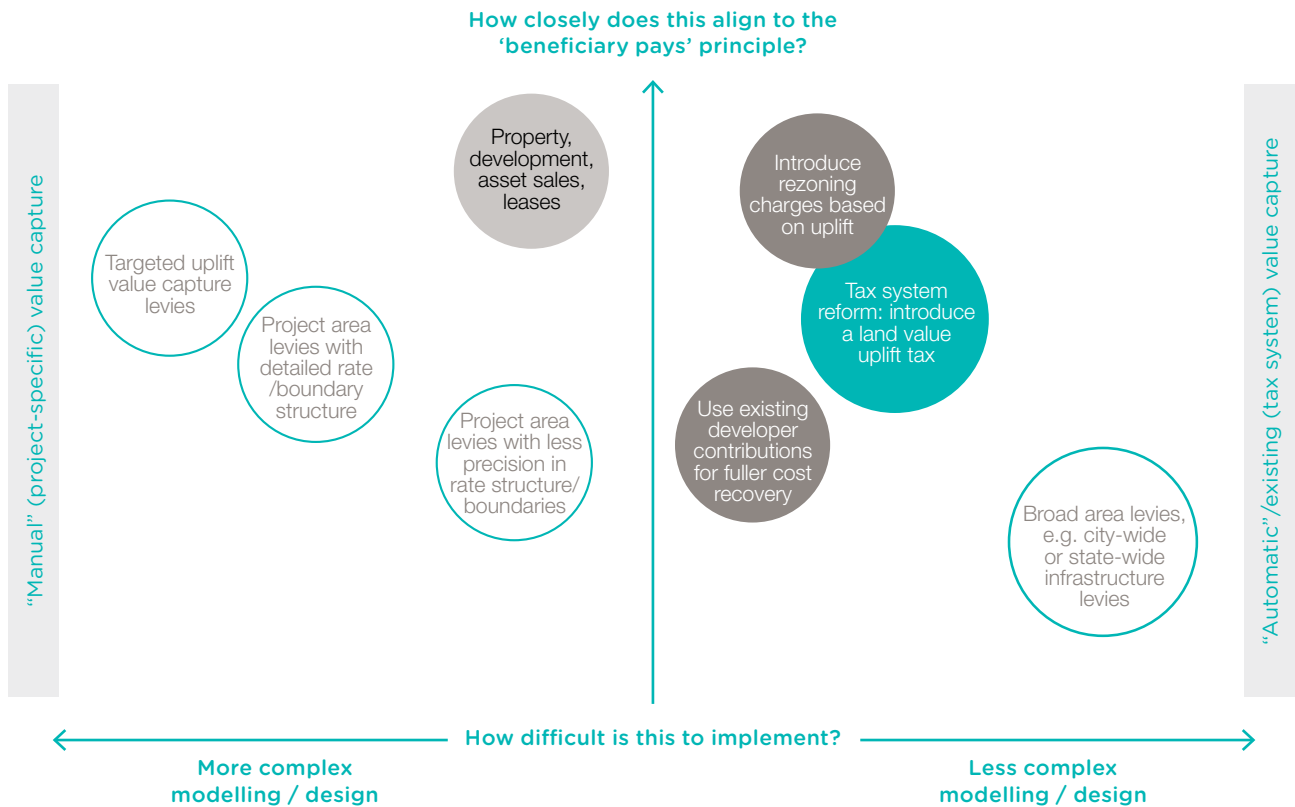 How closely does this align to the
‘beneficiary pays’ principle?
“Manual” (project-specific) value capture
Property,
development,
asset sales,
leases
Introduce
rezoning
charges based
on uplift
Targeted uplift
value capture
levies
Project area
levies with
detailed rate
/boundary
structure
Tax system
reform: introduce
a land value
uplift tax
Project area
levies with less
precision in
rate structure/
boundaries
Use existing
developer
contributions
for fuller cost
recovery
Broad area levies,
e.g. city-wide
or state-wide
infrastructure
levies
“Automatic”/existing (tax system) value capture
How difficult is this to implement?
More complex
modelling / design
Less complex
modelling / design